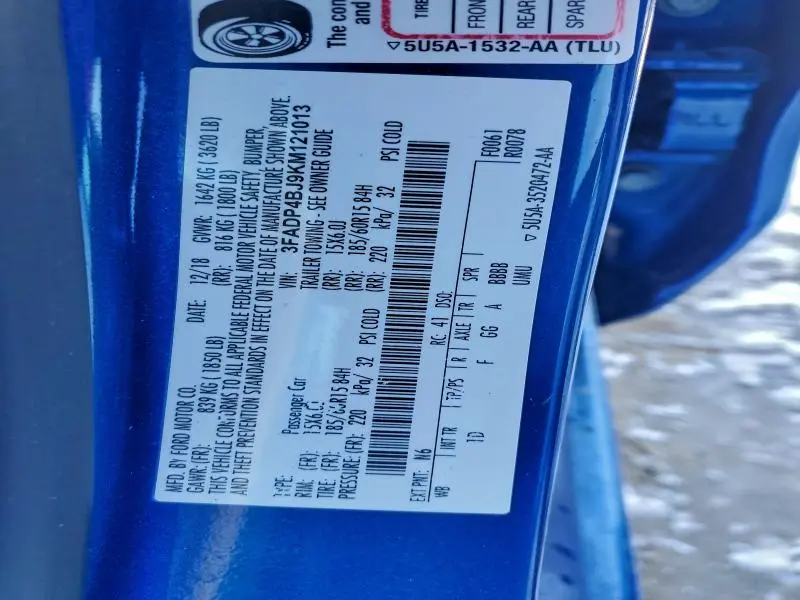 The con
and
TIRE
FRON
REAR
SPAR
▽5U5A-1532-AA (TLU)
MFD. BY FORD MOTOR CO.
DATE: 12/18 GVWR: 1642 KG ( 3620 LB)
GAWR: (FR): 839 KG ( 1850 LB) (RR): 816 KG ( 1800 LB)
THIS VEHICLE CONFORMS TO ALL APPLICABLE FEDERAL MOTOR VEHICLE SAFETY, BUMPER,
AND THEFT PREVENTION STANDARDS IN EFFECT ON THE DATE OF MANUFACTURE SHOWN ABOVE.
VIN: 3FADP4BJ9KM121013
TYPE: Passenger Car TRAILER TOWING - SEE OWNER GUIDE
RIM: (FR): 15X6.0J (RR): 15X6.0J
TIRE: (FR): 185/60R15 84H (RR): 185/60R15 84H
PRESSURE: (FR): 220 kPa/ 32 PSI COLD (RR): 220 kPa/ 32 PSI COLD
EXT PNT: N6 RC: 41 DSO: F0061
WB INT TR TP/PS R AXLE TR SPR R0078
1D F GG A BBBB
UMU ▽5U5A-3520472-AA